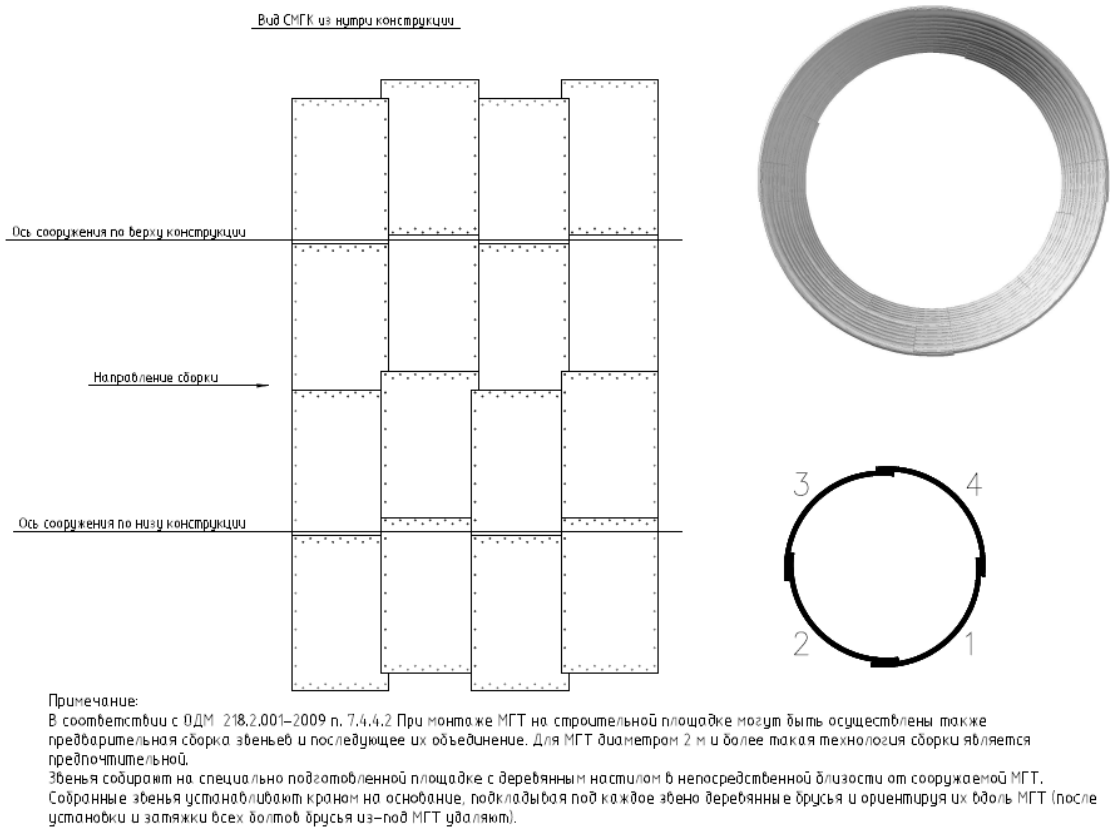 Вид СМГК из нутри конструкции
Ось сооружения по верху конструкции
Направление сборки
Ось сооружения по низу конструкции
3
4
2
1
Примечание:
В соответствии с ОДМ 218.2.001-2009 п. 7.4.4.2 При монтаже МГТ на строительной площадке могут быть осуществлены также
предварительная сборка звеньев и последующее их объединение. Для МГТ диаметром 2 м и более такая технология сборки является
предпочтительной.
Звенья собирают на специально подготовленной площадке с деревянным настилом в непосредственной близости от сооружаемой МГТ.
Собранные звенья устанавливают краном на основание, подкладывая под каждое звено деревянные брусья и ориентируя их вдоль МГТ (после
установки и затяжки всех болтов брусья из-под МГТ удаляют).